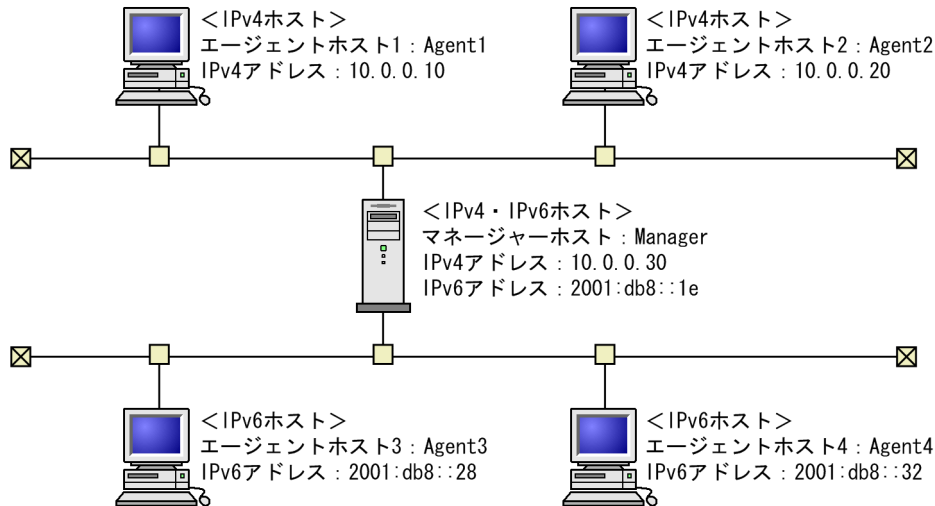 ＜IPv4ホスト＞
エージェントホスト1：Agent1
IPv4アドレス：10.0.0.10
＜IPv4ホスト＞
エージェントホスト2：Agent2
IPv4アドレス：10.0.0.20
＜IPv4・IPv6ホスト＞
マネージャーホスト：Manager
IPv4アドレス：10.0.0.30
IPv6アドレス：2001:db8::1e
＜IPv6ホスト＞
エージェントホスト3：Agent3
IPv6アドレス：2001:db8::28
＜IPv6ホスト＞
エージェントホスト4：Agent4
IPv6アドレス：2001:db8::32